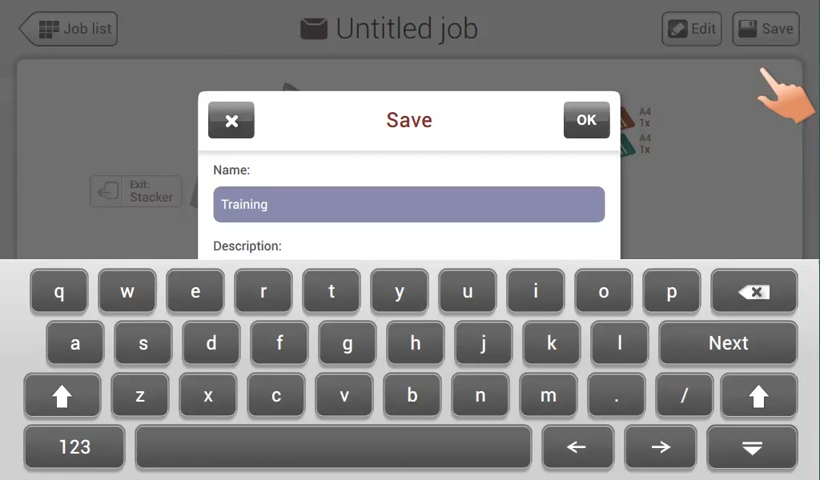 Job list
Untitled job
Edit
Save
Save
OK
A4
1x
A4
1x
Name:
Exit:
Stacker
Training
Description:
q w e r t y u i o p
a s d f g h j k l Next
z x c v b n m . /
123